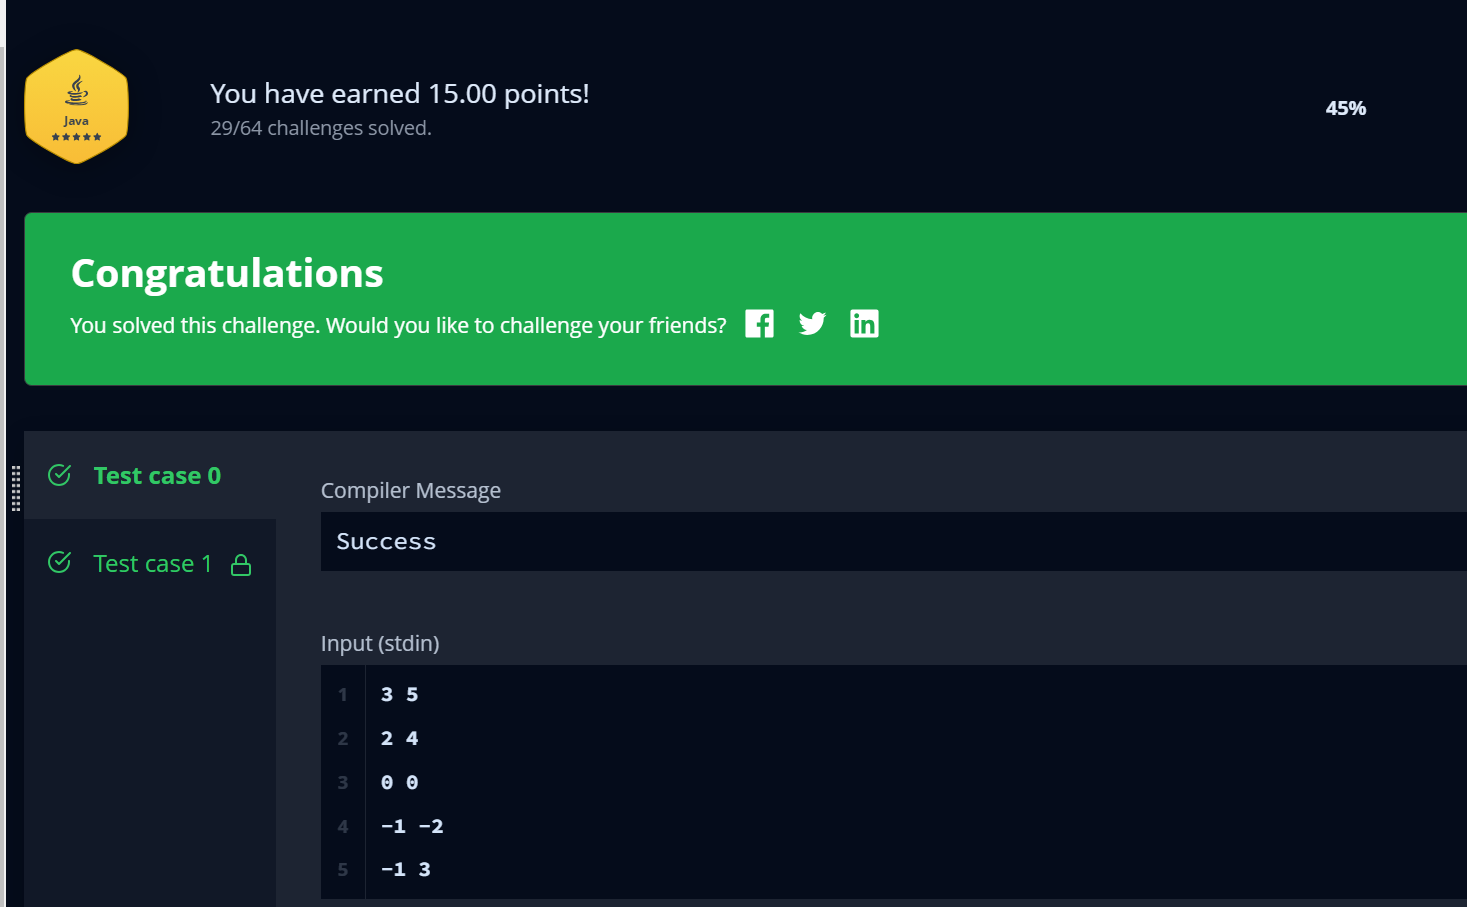 Java
You have earned 15.00 points!
29/64 challenges solved.
45%
Congratulations
You solved this challenge. Would you like to challenge your friends?
Test case 0
Test case 1
Compiler Message
Success
Input (stdin)
1 3 5
2 2 4
3 0 0
4 -1 -2
5 -1 3